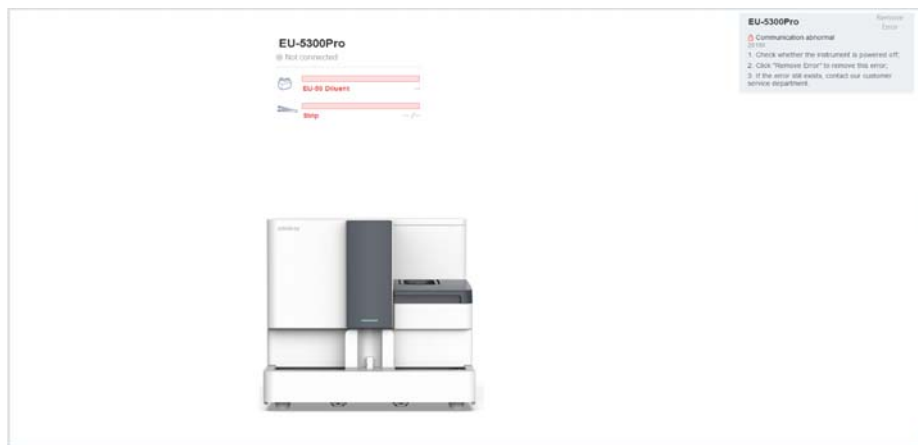 EU-5300Pro
Not connected
EU-50 Diluent --
Strip -- /--
EU-5300Pro
Remove
Error
Communication abnormal
1. Check whether the instrument is powered off;
2. Click "Remove Error" to remove this error;
3. If the error still exists, contact our customer
service department.